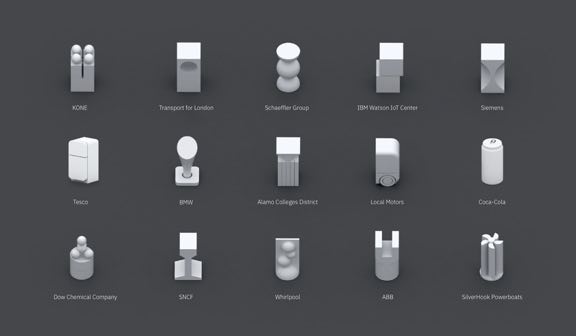 KONE
Transport for London
Schaeffler Group
IBM Watson IoT Center
Siemens
Tesco
BMW
Alamo Colleges District
Local Motors
Coca-Cola
Dow Chemical Company
SNCF
Whirlpool
ABB
SilverHook Powerboats